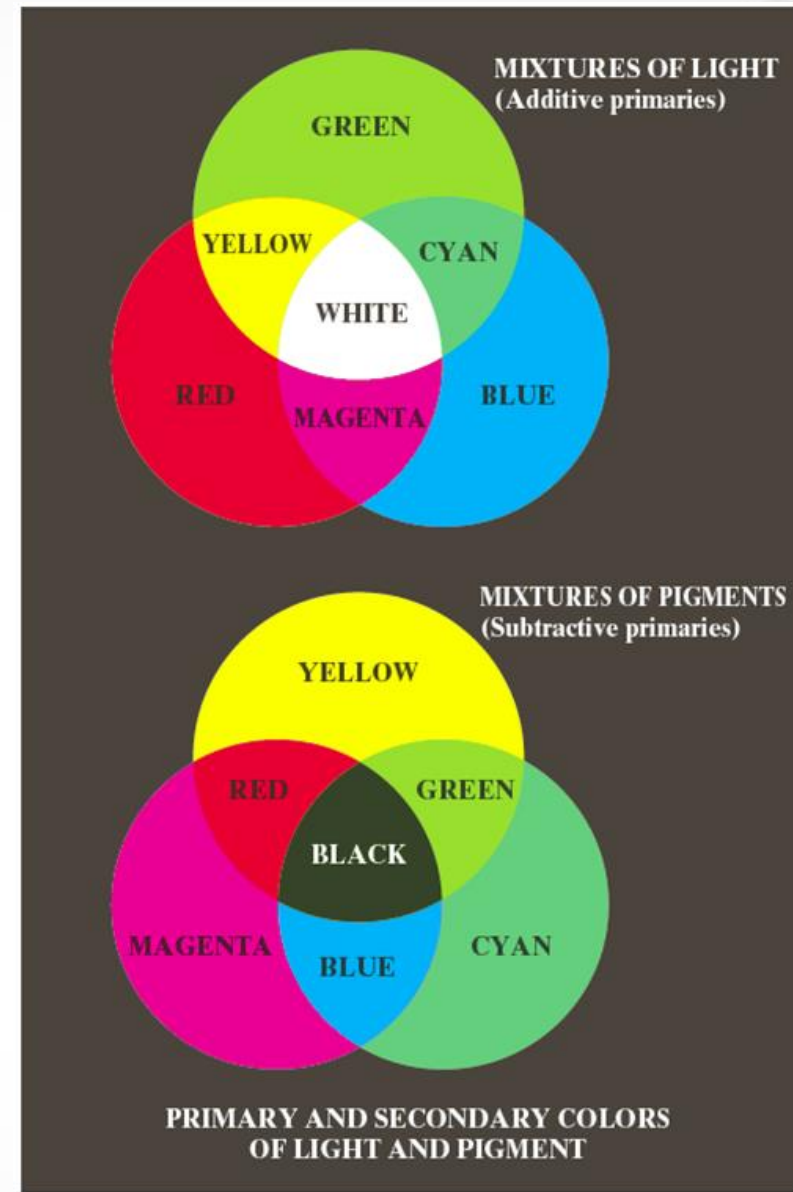 MIXTURES OF LIGHT
(Additive primaries)
GREEN
YELLOW
CYAN
WHITE
RED
BLUE
MAGENTA
MIXTURES OF PIGMENTS
(Subtractive primaries)
YELLOW
RED
GREEN
BLACK
MAGENTA
BLUE
CYAN
PRIMARY AND SECONDARY COLORS
OF LIGHT AND PIGMENT